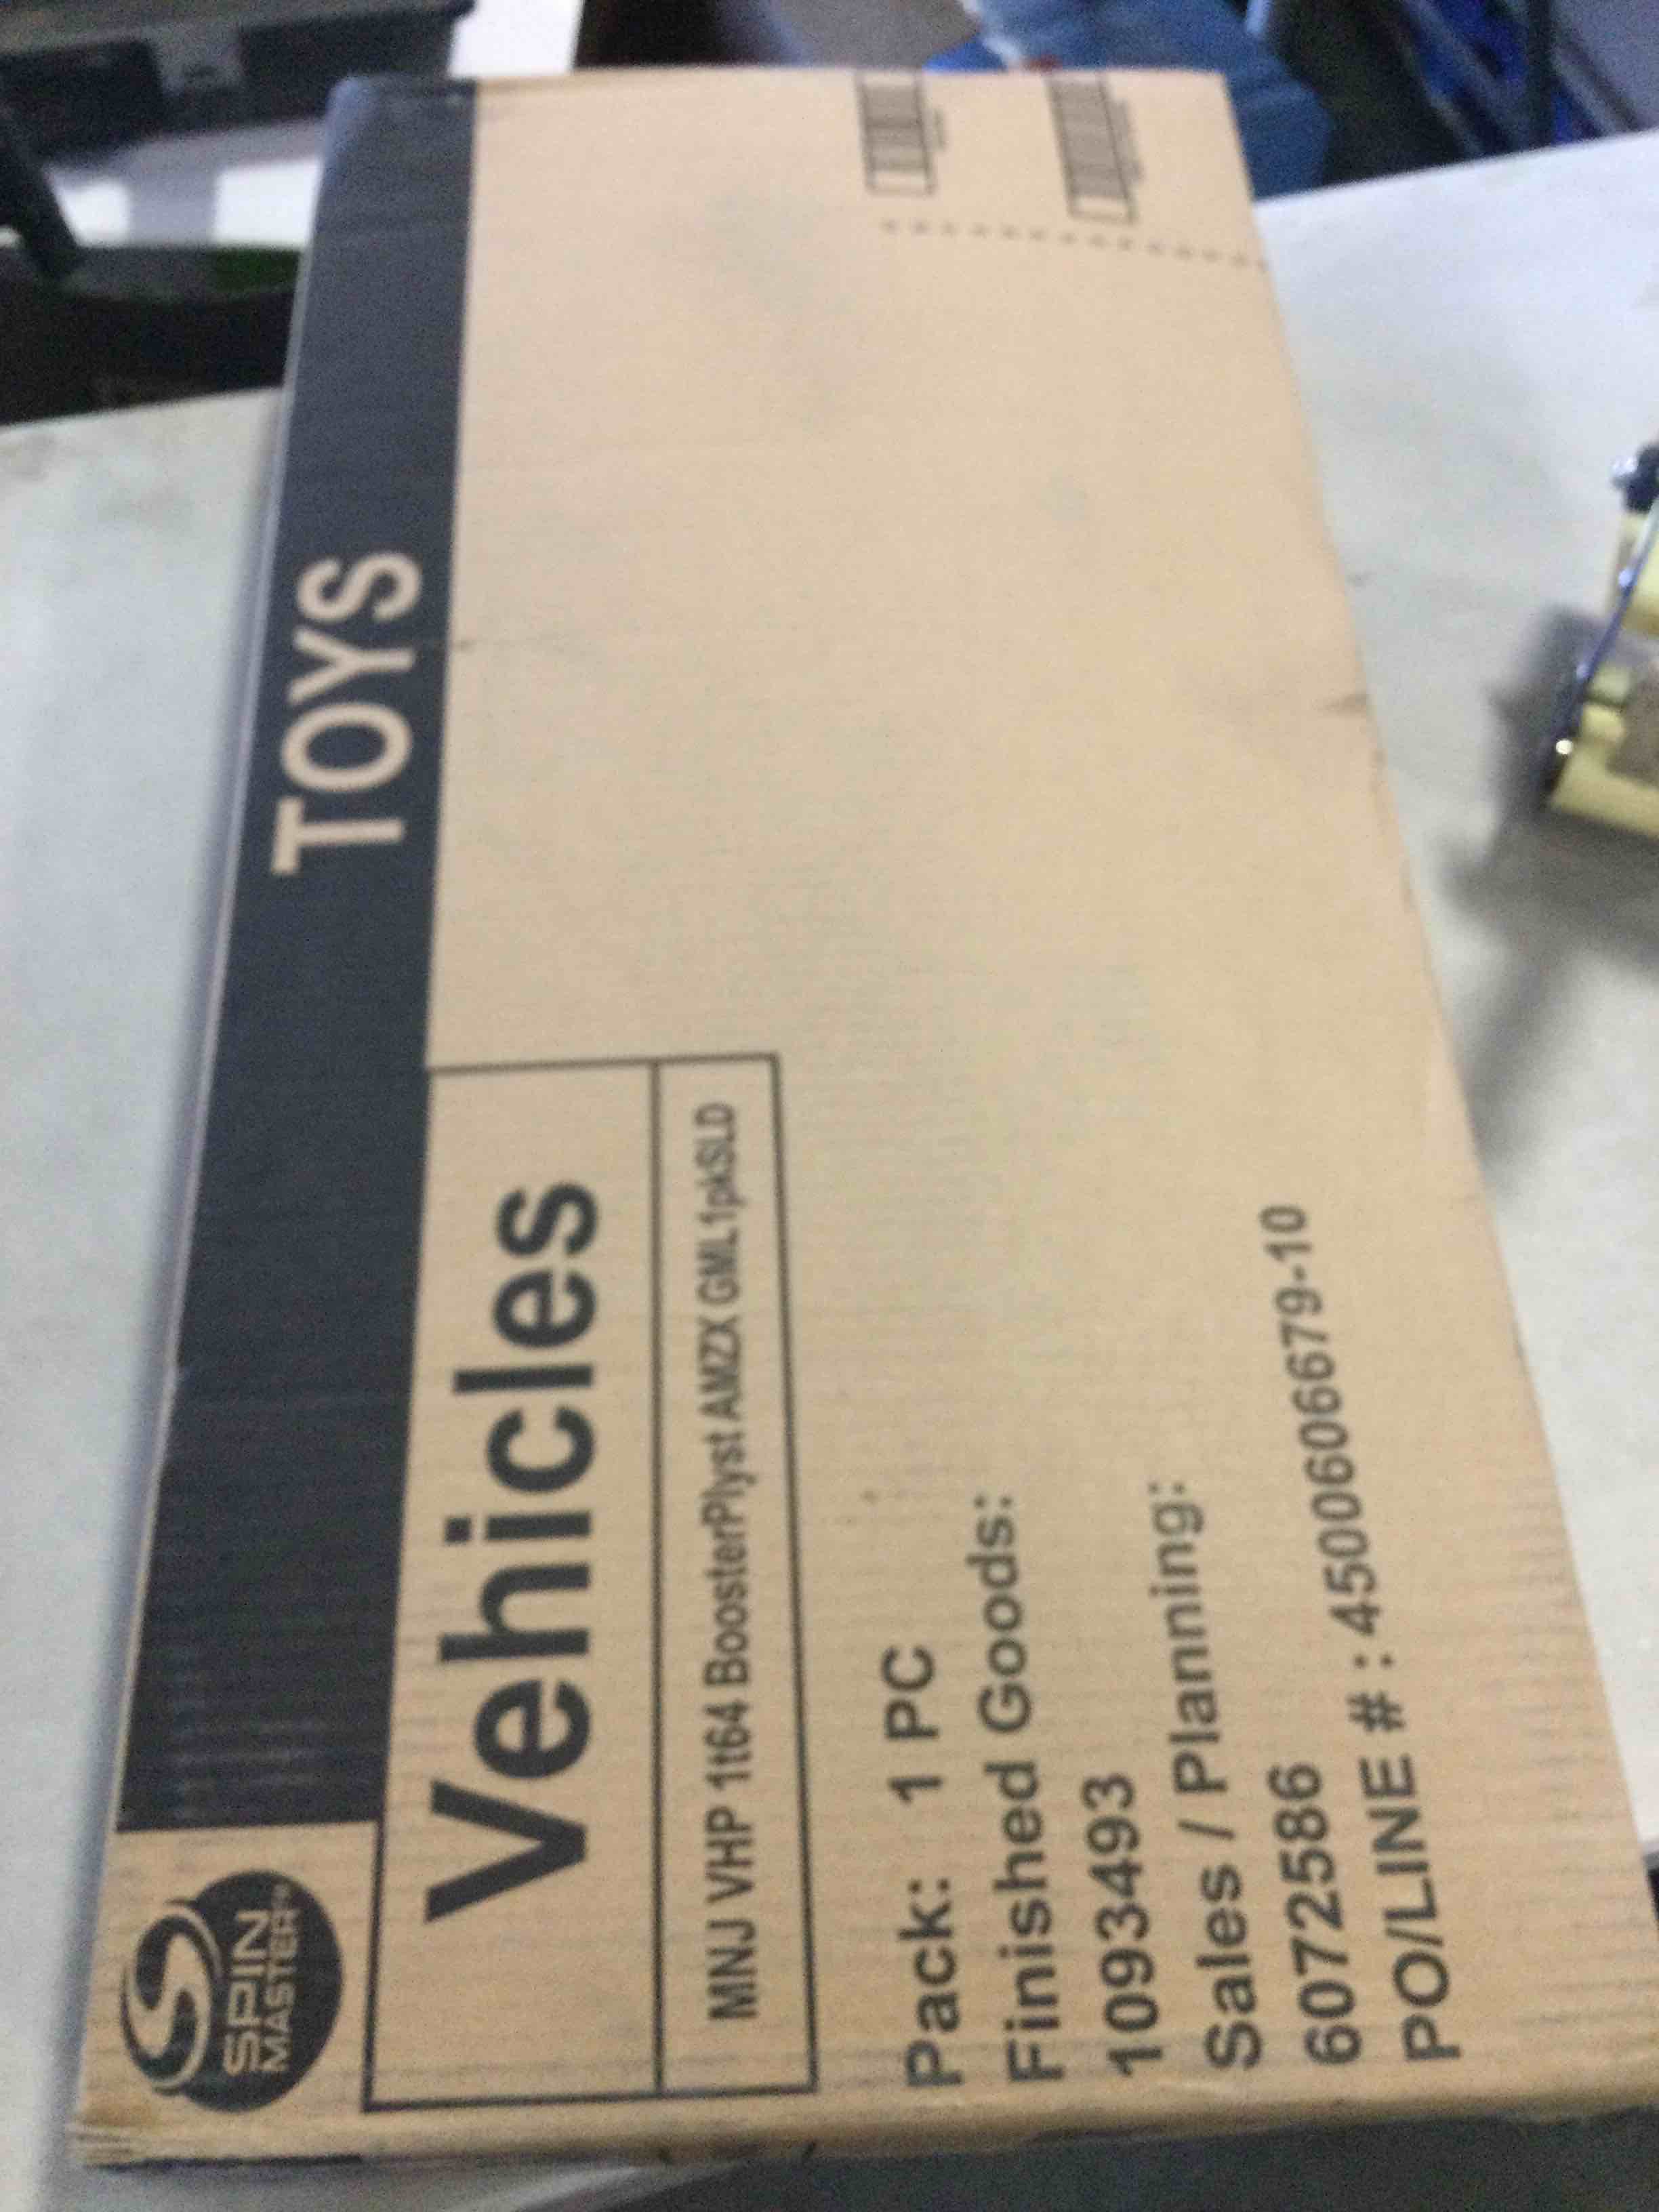 SPIN
MASTER®
TOYS
Vehicles
MNJ VHP 1t64 BoosterPlyst AMZX GML1pkSLD
Pack: 1 PC
Finished Goods:
1093493
Sales / Planning:
6072586
PO/LINE # : 4500606679-10